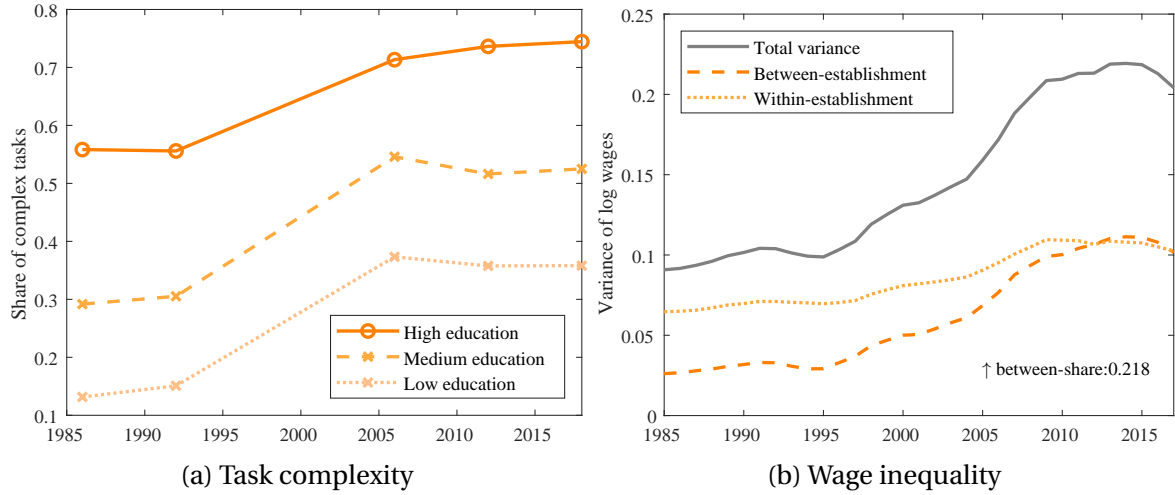 Share of complex tasks
0.8
0.7
0.6
0.5
0.4
0.3
0.2
0.1
High education
Medium education
Low education
1985 1990 1995 2000 2005 2010 2015
(a) Task complexity
Variance of log wages
0.25
0.2
0.15
0.1
0.05
0
Total variance
Between-establishment
Within-establishment
↑ between-share:0.218
1985 1990 1995 2000 2005 2010 2015
(b) Wage inequality